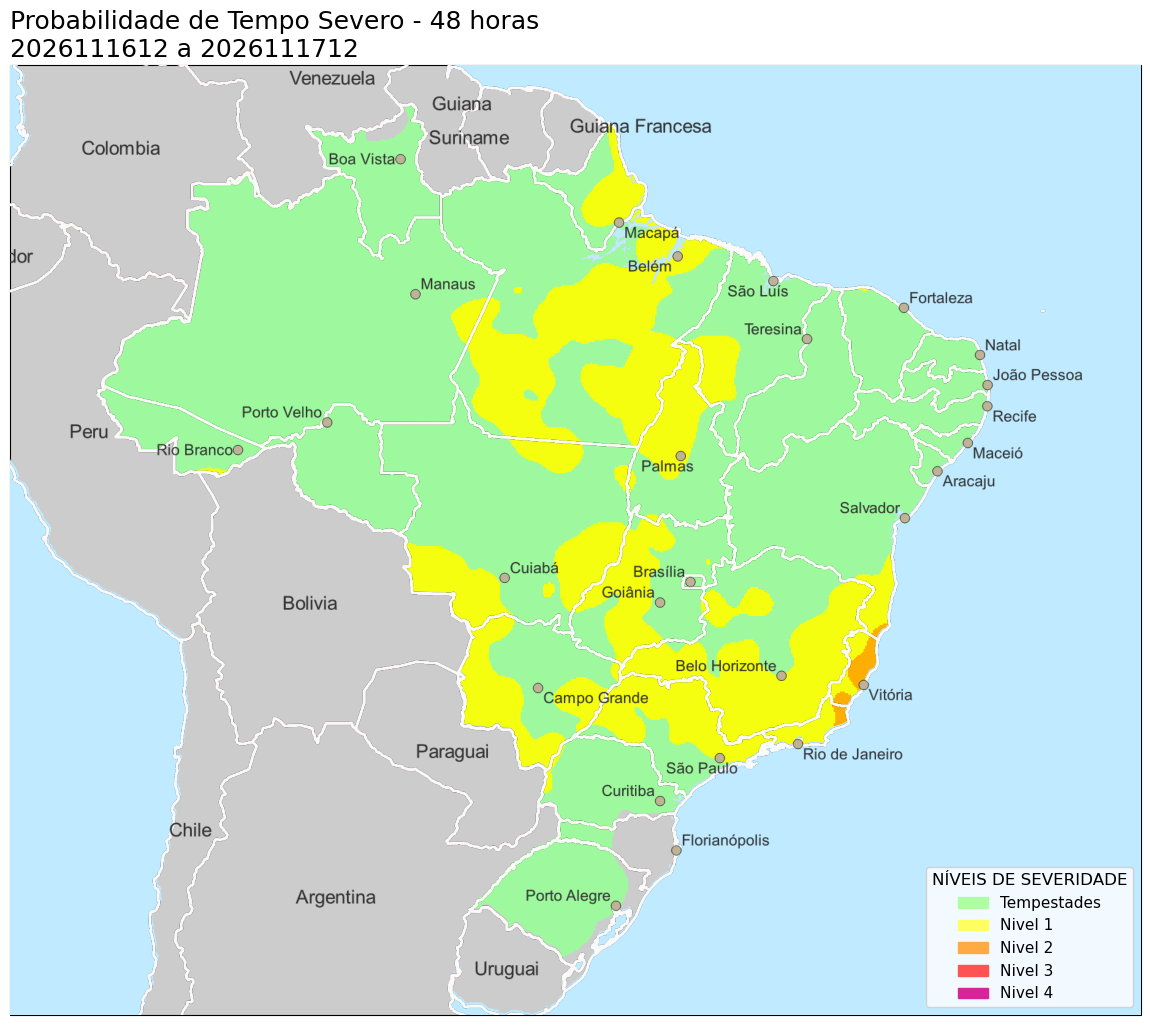 Probabilidade de Tempo Severo - 48 horas
2026111612 a 2026111712
Venezuela
Guiana
Suriname
Guiana Francesa
Colombia
Boa Vista
dor
Macapá
Belém
Manaus
São Luís
Fortaleza
Teresina
Natal
João Pessoa
Recife
Porto Velho
Peru
Rio Branco
Maceió
Palmas
Aracaju
Salvador
Cuiabá
Brasília
Goiânia
Bolivia
Belo Horizonte
Campo Grande
Vitória
Paraguai
Rio de Janeiro
São Paulo
Curitiba
Chile
Florianópolis
Argentina
Porto Alegre
Uruguai
NÍVEIS DE SEVERIDADE
Tempestades
Nivel 1
Nivel 2
Nivel 3
Nivel 4